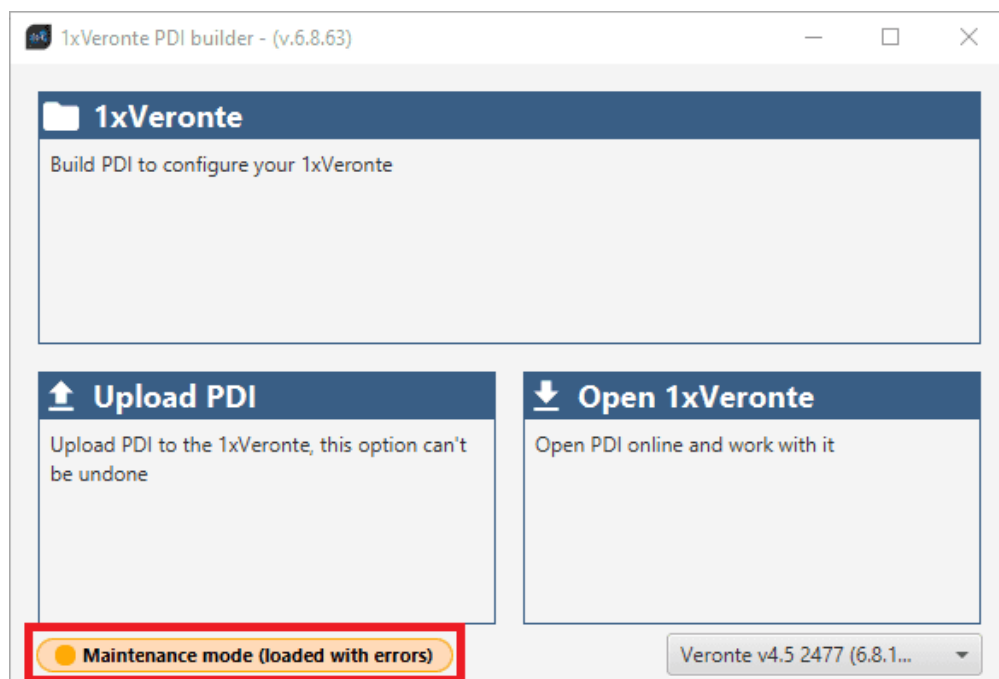 1xVeronte PDI builder - (v.6.8.63)
1xVeronte
Build PDI to configure your 1xVeronte
Upload PDI
Upload PDI to the 1xVeronte, this option can't
be undone
Open 1xVeronte
Open PDI online and work with it
Maintenance mode (loaded with errors)
Veronte v4.5 2477 (6.8.1...